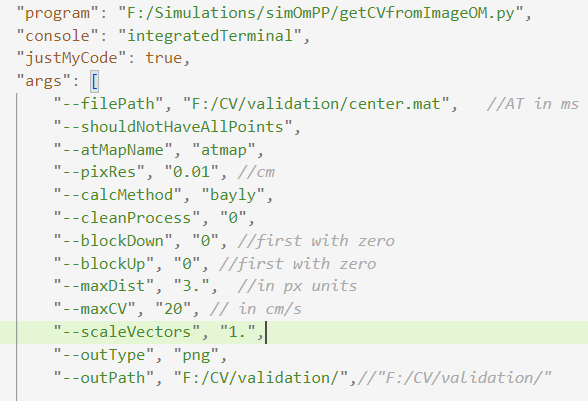 "program": "F:/Simulations/simOmPP/getCVfromImageOM.py",
"console": "integratedTerminal",
"justMyCode": true,
"args": [
"--filePath", "F:/CV/validation/center.mat", //AT in ms
"--shouldNotHaveAllPoints",
"--atMapName", "atmap",
"--pixRes", "0.01", //cm
"--calcMethod", "bayly",
"--cleanProcess", "0",
"--blockDown", "0", //first with zero
"--blockUp", "0", //first with zero
"--maxDist", "3.", //in px units
"--maxCV", "20", // in cm/s
"--scaleVectors", "1.",
"--outType", "png",
"--outPath", "F:/CV/validation/",//"F:/CV/validation/"